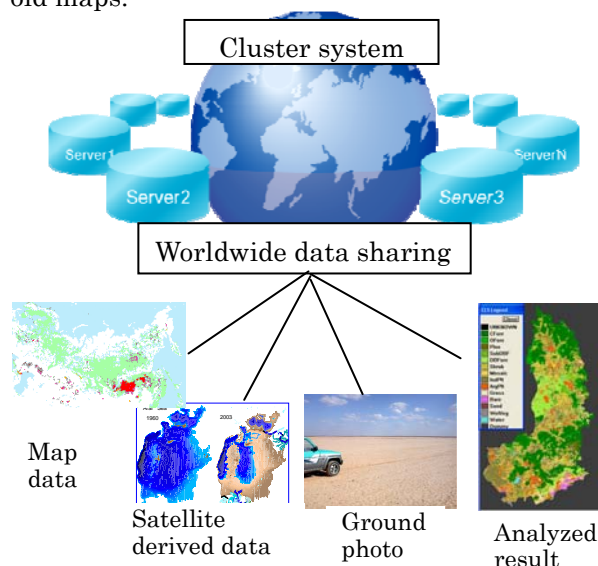 old maps.
Cluster system
Server1
ServerN
Server2
Server3
Worldwide data sharing
2003
Map
data
Satellite
derived data
Ground
photo
Analyzed
result